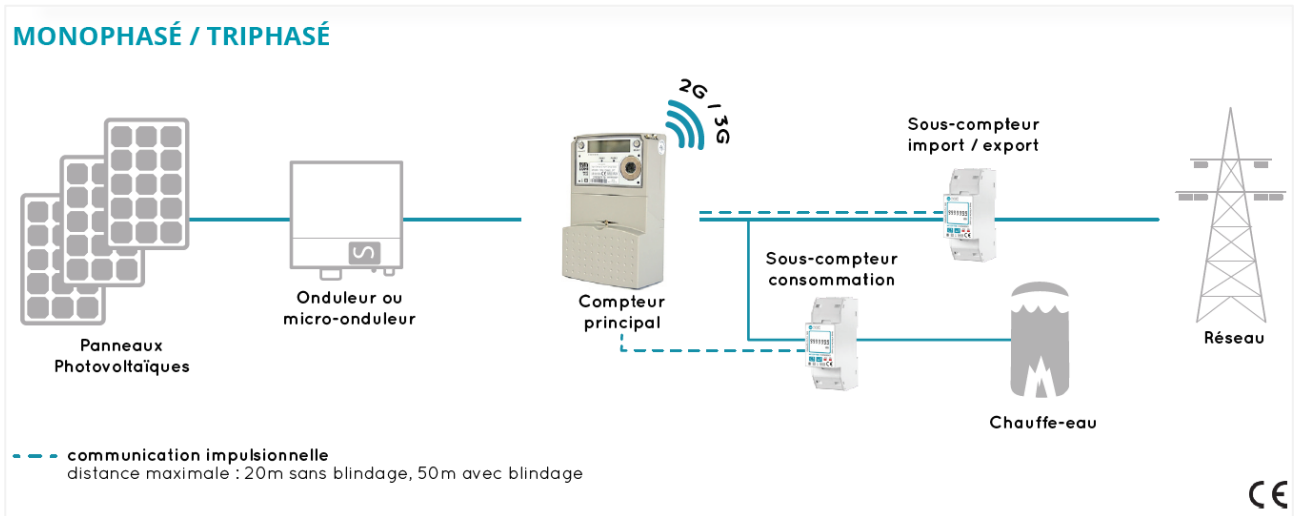 MONOPHASÉ / TRIPHASÉ
2G / 3G
Sous-compteur
import / export
Sous-compteur
consommation
Onduleur ou
micro-onduleur
Compteur
principal
Panneaux
Photovoltaïques
Réseau
Chauffe-eau
communication impulsionnelle
distance maximale : 20m sans blindage, 50m avec blindage
CE